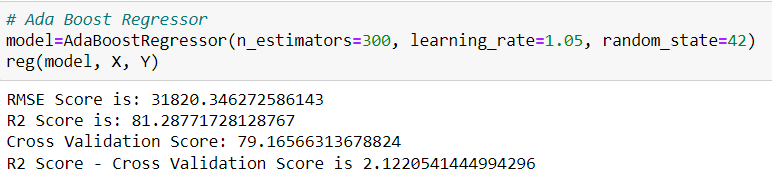 # Ada Boost Regressor
model=AdaBoostRegressor(n_estimators=300, learning_rate=1.05, random_state=42)
reg(model, X, Y)
RMSE Score is: 31820.346272586143
R2 Score is: 81.28771728128767
Cross Validation Score: 79.16566313678824
R2 Score - Cross Validation Score is 2.1220541444994296